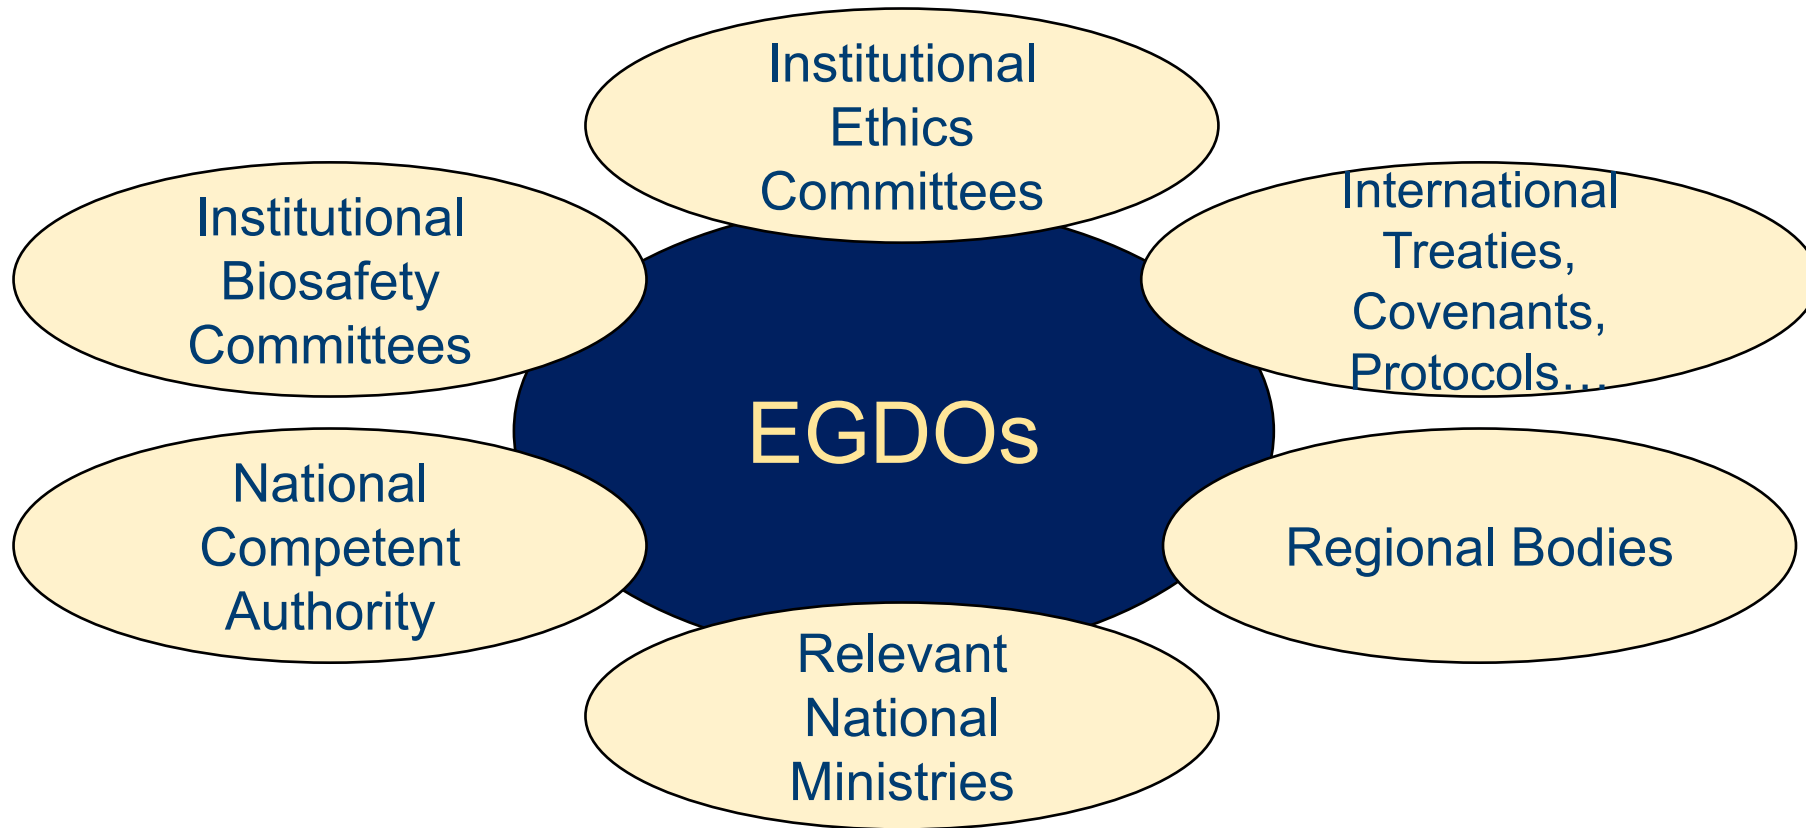 Institutional
Ethics
Committees
Institutional
Biosafety
Committees
International
Treaties,
Covenants,
Protocols…
EGDOs
National
Competent
Authority
Regional Bodies
Relevant
National
Ministries